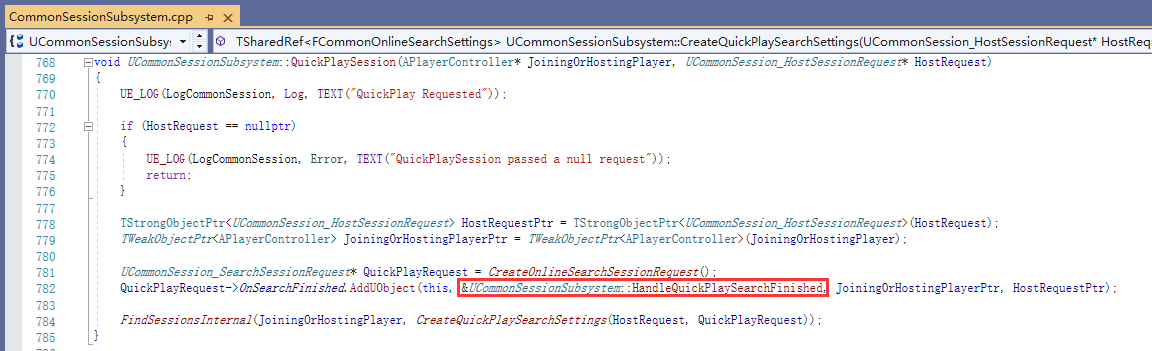 CommonSessionSubsystem.cpp
UCommonSessionSubsy: TSharedRef<FCommonOnlineSearchSettings> UCommonSessionSubsystem::CreateQuickPlaySearchSettings(UCommonSession_HostSessionRequest* HostReq
768 void UCommonSessionSubsystem::QuickPlaySession(APlayerController* JoiningOrHostingPlayer, UCommonSession_HostSessionRequest* HostRequest)
769 {
770 UE_LOG(LogCommonSession, Log, TEXT("QuickPlay Requested"));
771
772 if (HostRequest == nullptr)
773 {
774 UE_LOG(LogCommonSession, Error, TEXT("QuickPlaySession passed a null request"));
775 return;
776 }
777
778 TStrongObjectPtr<UCommonSession_HostSessionRequest> HostRequestPtr = TStrongObjectPtr<UCommonSession_HostSessionRequest>(HostRequest);
779 TWeakObjectPtr<APlayerController> JoiningOrHostingPlayerPtr = TWeakObjectPtr<APlayerController>(JoiningOrHostingPlayer);
780
781 UCommonSession_SearchSessionRequest* QuickPlayRequest = CreateOnlineSearchSessionRequest();
782 QuickPlayRequest->OnSearchFinished.AddUObject(this, &UCommonSessionSubsystem::HandleQuickPlaySearchFinished, JoiningOrHostingPlayerPtr, HostRequestPtr);
783
784 FindSessionsInternal(JoiningOrHostingPlayer, CreateQuickPlaySearchSettings(HostRequest, QuickPlayRequest));
785 }